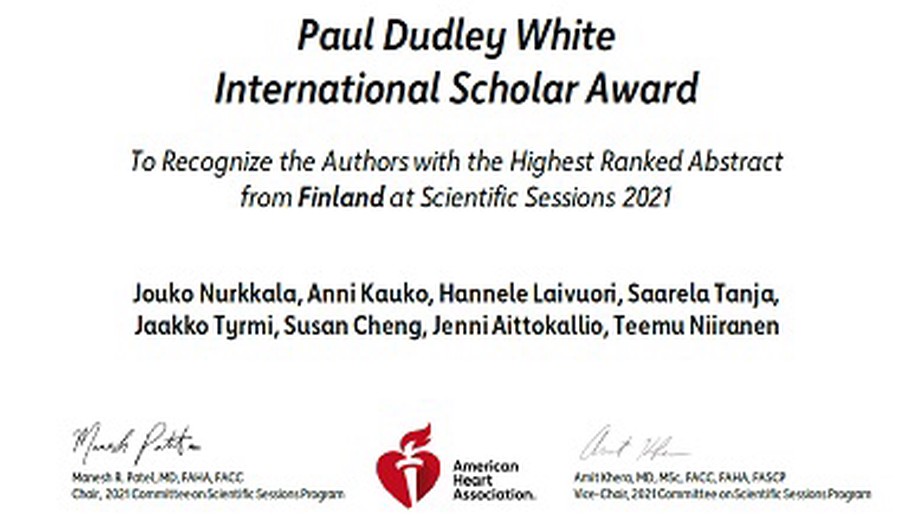 Paul Dudley White
International Scholar Award
To Recognize the Authors with the Highest Ranked Abstract
from Finland at Scientific Sessions 2021
Jouko Nurkkala, Anni Kauko, Hannele Laivuori, Saarela Tanja,
Jaakko Tyrmi, Susan Cheng, Jenni Aittokallio, Teemu Niiranen
Manesh R. Patel, MD, FAHA, FACC
Chair, 2021 Committee on Scientific Sessions Program
American
Heart
Association.
Amit Khera, MD, MSc, FACC, FAHA, FASCP
Vice-Chair, 2021 Committee on Scientific Sessions Program